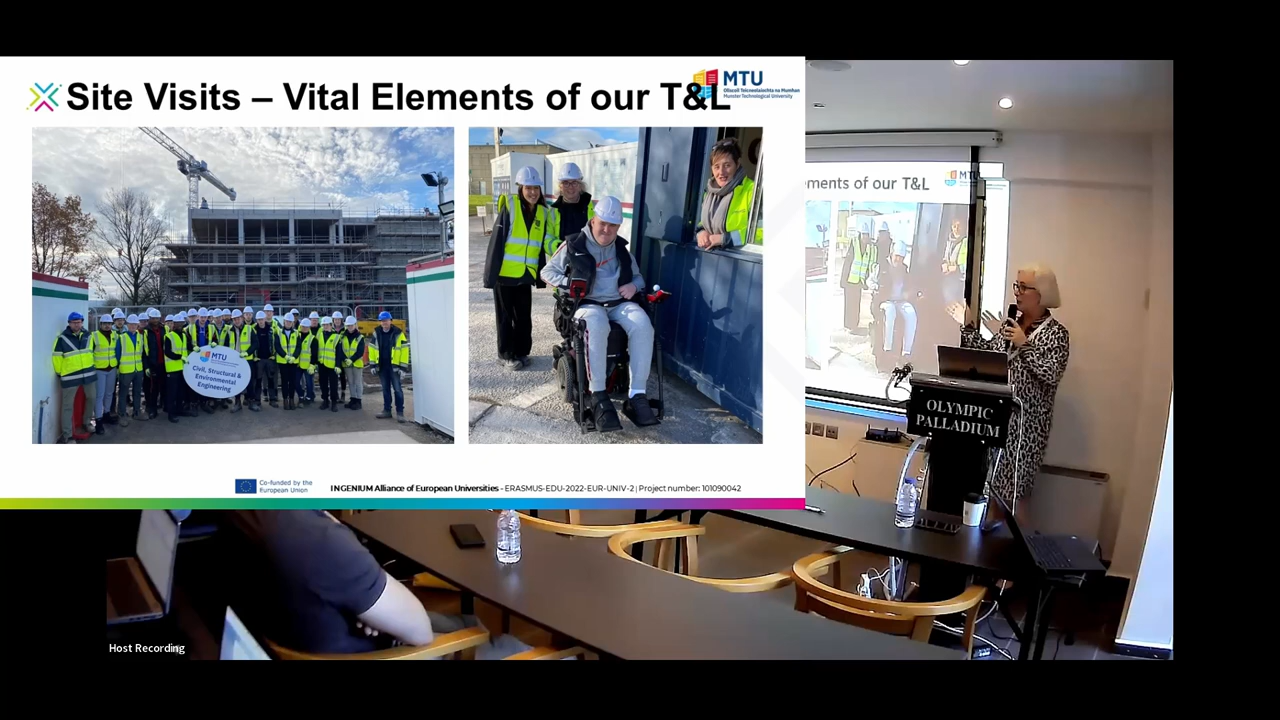 Site Visits – Vital Elements of our T&L
MTU
Ollscoil Teicneolaíochta na Mumhan
Munster Technological University
MTU
Civil, Structural &
Environmental
Engineering
Co-funded by the
European Union
INGENIUM Alliance of European Universities - ERASMUS-EDU-2022-EUR-UNIV-2 | Project number: 101090042
ments of our T&L
MTU
OLYMPIC
PALLADIUM
Host Recording